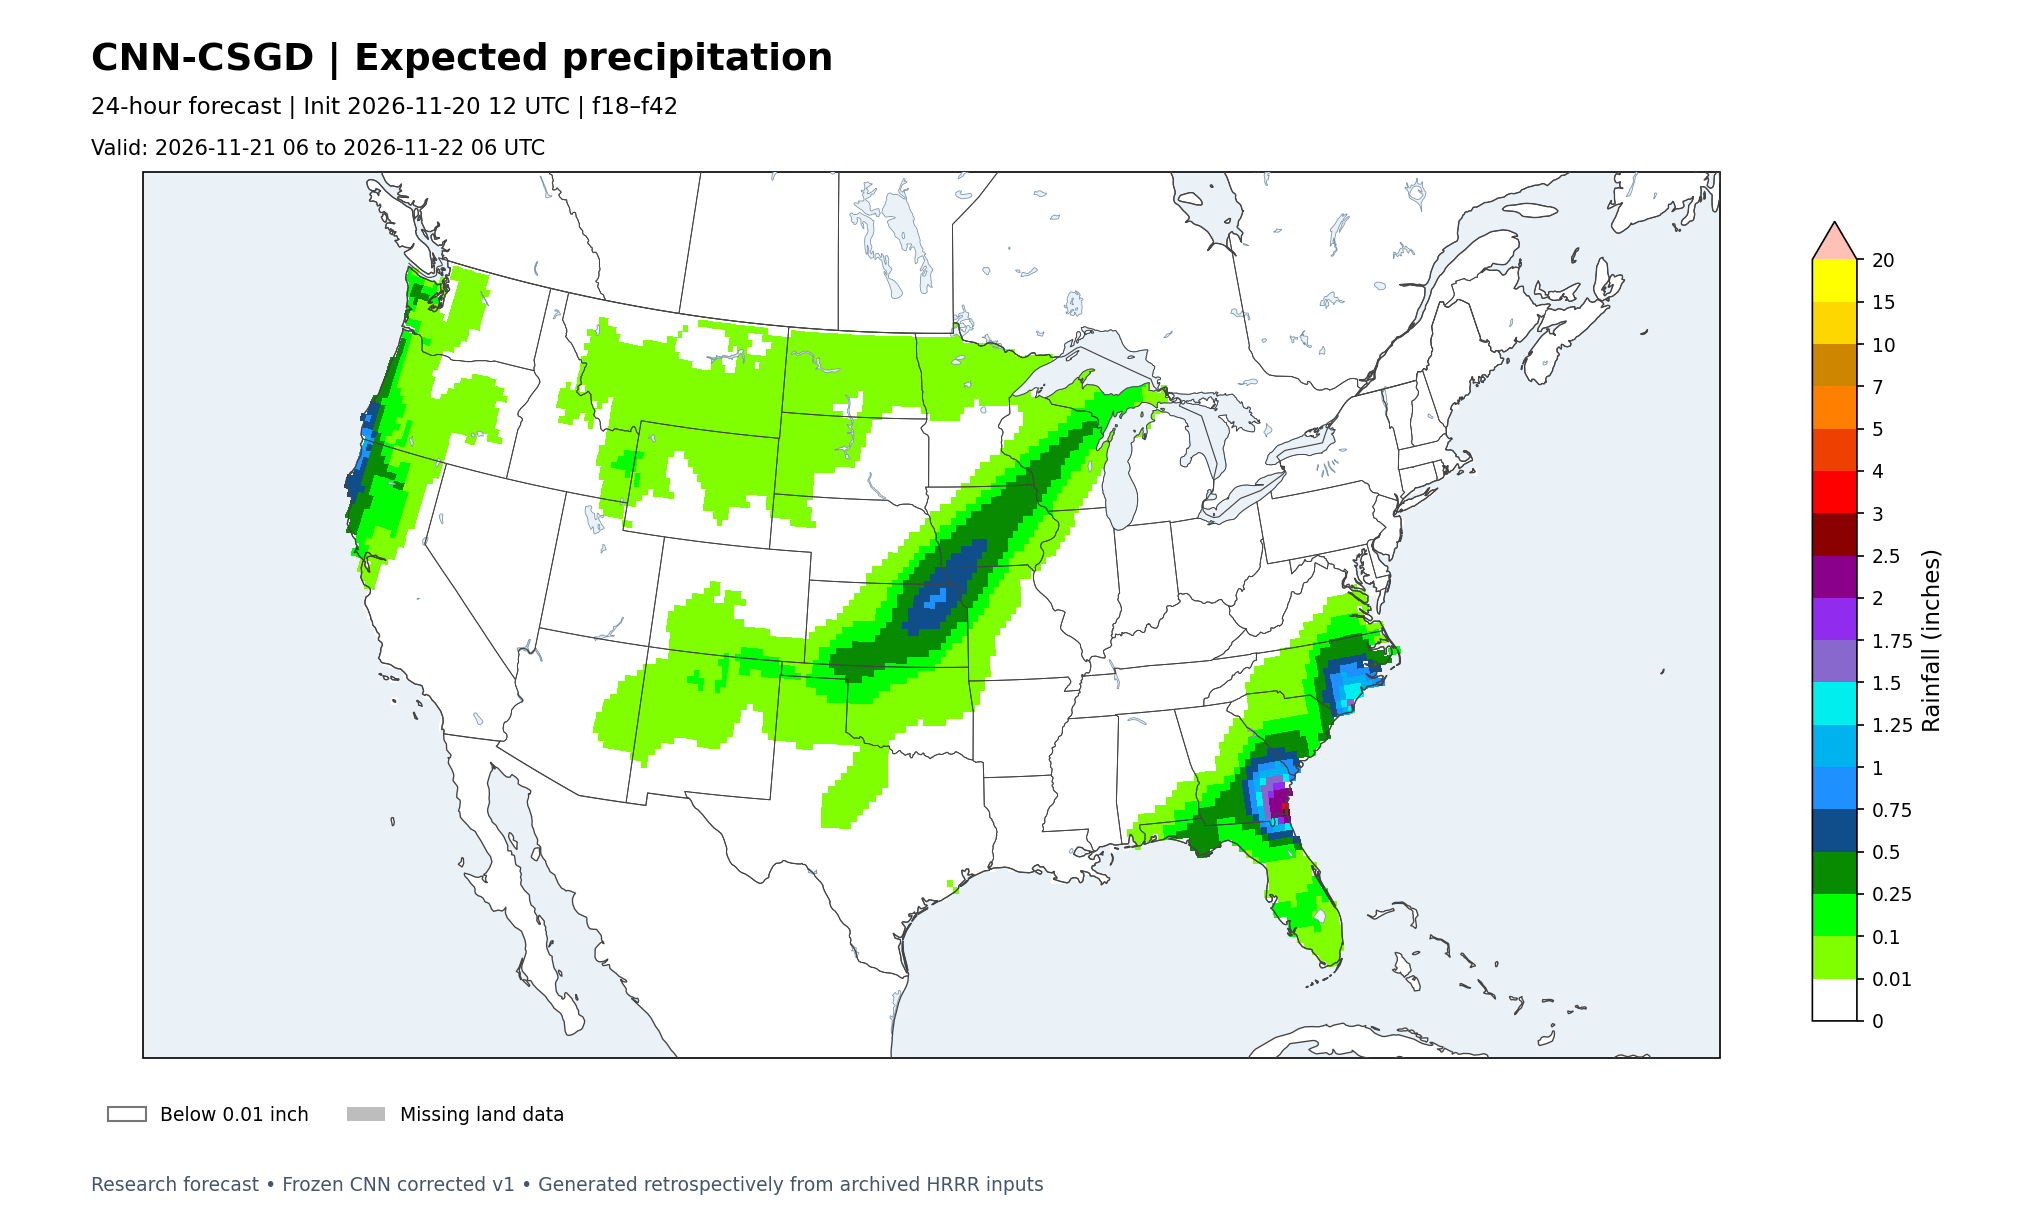 CNN-CSGD | Expected precipitation
24-hour forecast | Init 2026-11-20 12 UTC | f18–f42
Valid: 2026-11-21 06 to 2026-11-22 06 UTC
20
15
10
7
5
4
3
2.5
2
1.75
1.5
1.25
1
0.75
0.5
0.25
0.1
0.01
0
Rainfall (inches)
Below 0.01 inch
Missing land data
Research forecast • Frozen CNN corrected v1 • Generated retrospectively from archived HRRR inputs